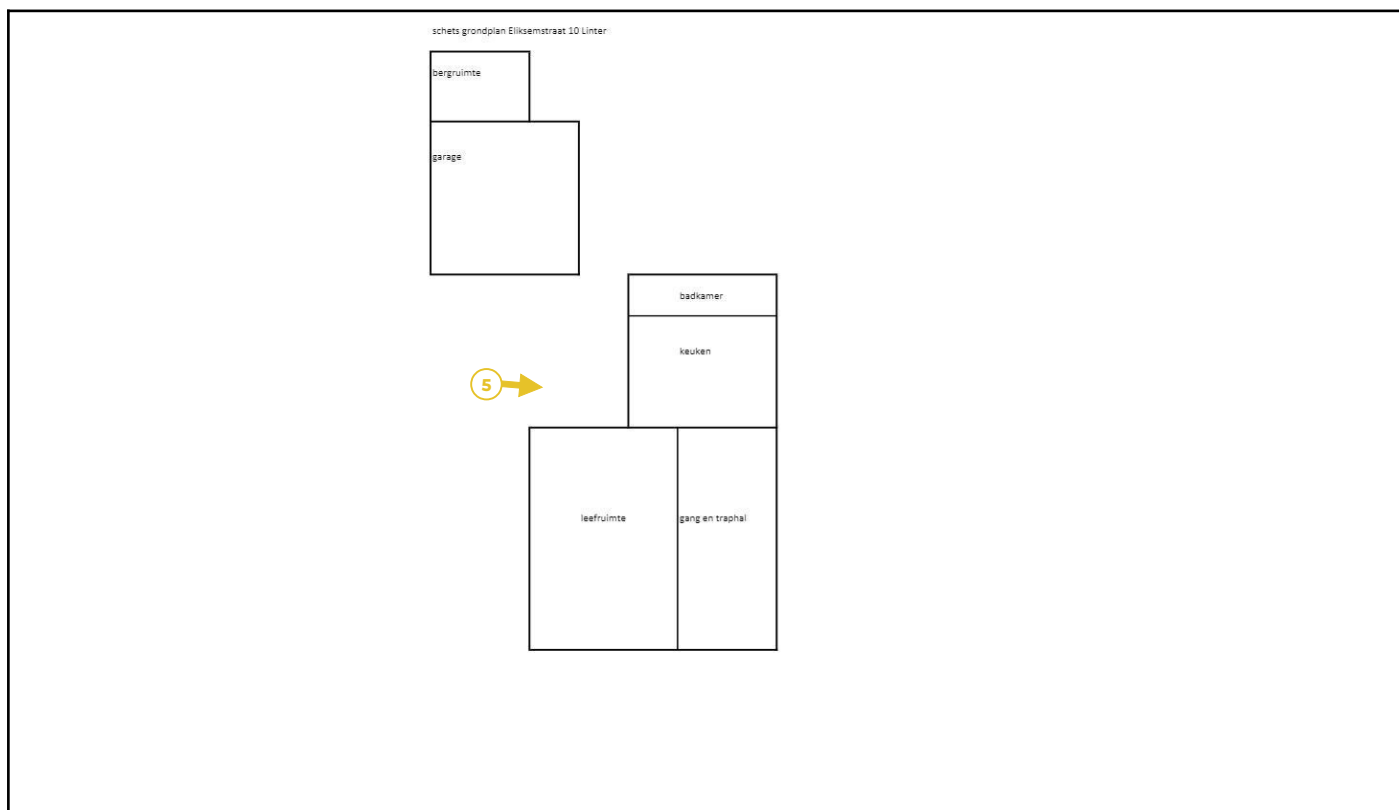 schets grondplan Eliksemstraat 10 Linter
bergruimte
garage
badkamer
keuken
5
leefruimte
gang en traphal